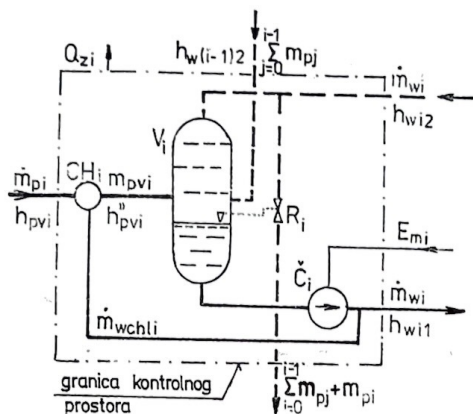 Q_zi
h_w(i-1)2
i-1
∑ m_pj
j=0
ṁ_wi
h_wi2
V_i
ṁ_pi
CH_i
m_pvi
h_pvi
h''_pvi
R_i
E_mi
Č_i
ṁ_wi
h_wi1
ṁ_wchli
granica kontrolnog
prostora
i-1
∑ m_pj + m_pi
i=0